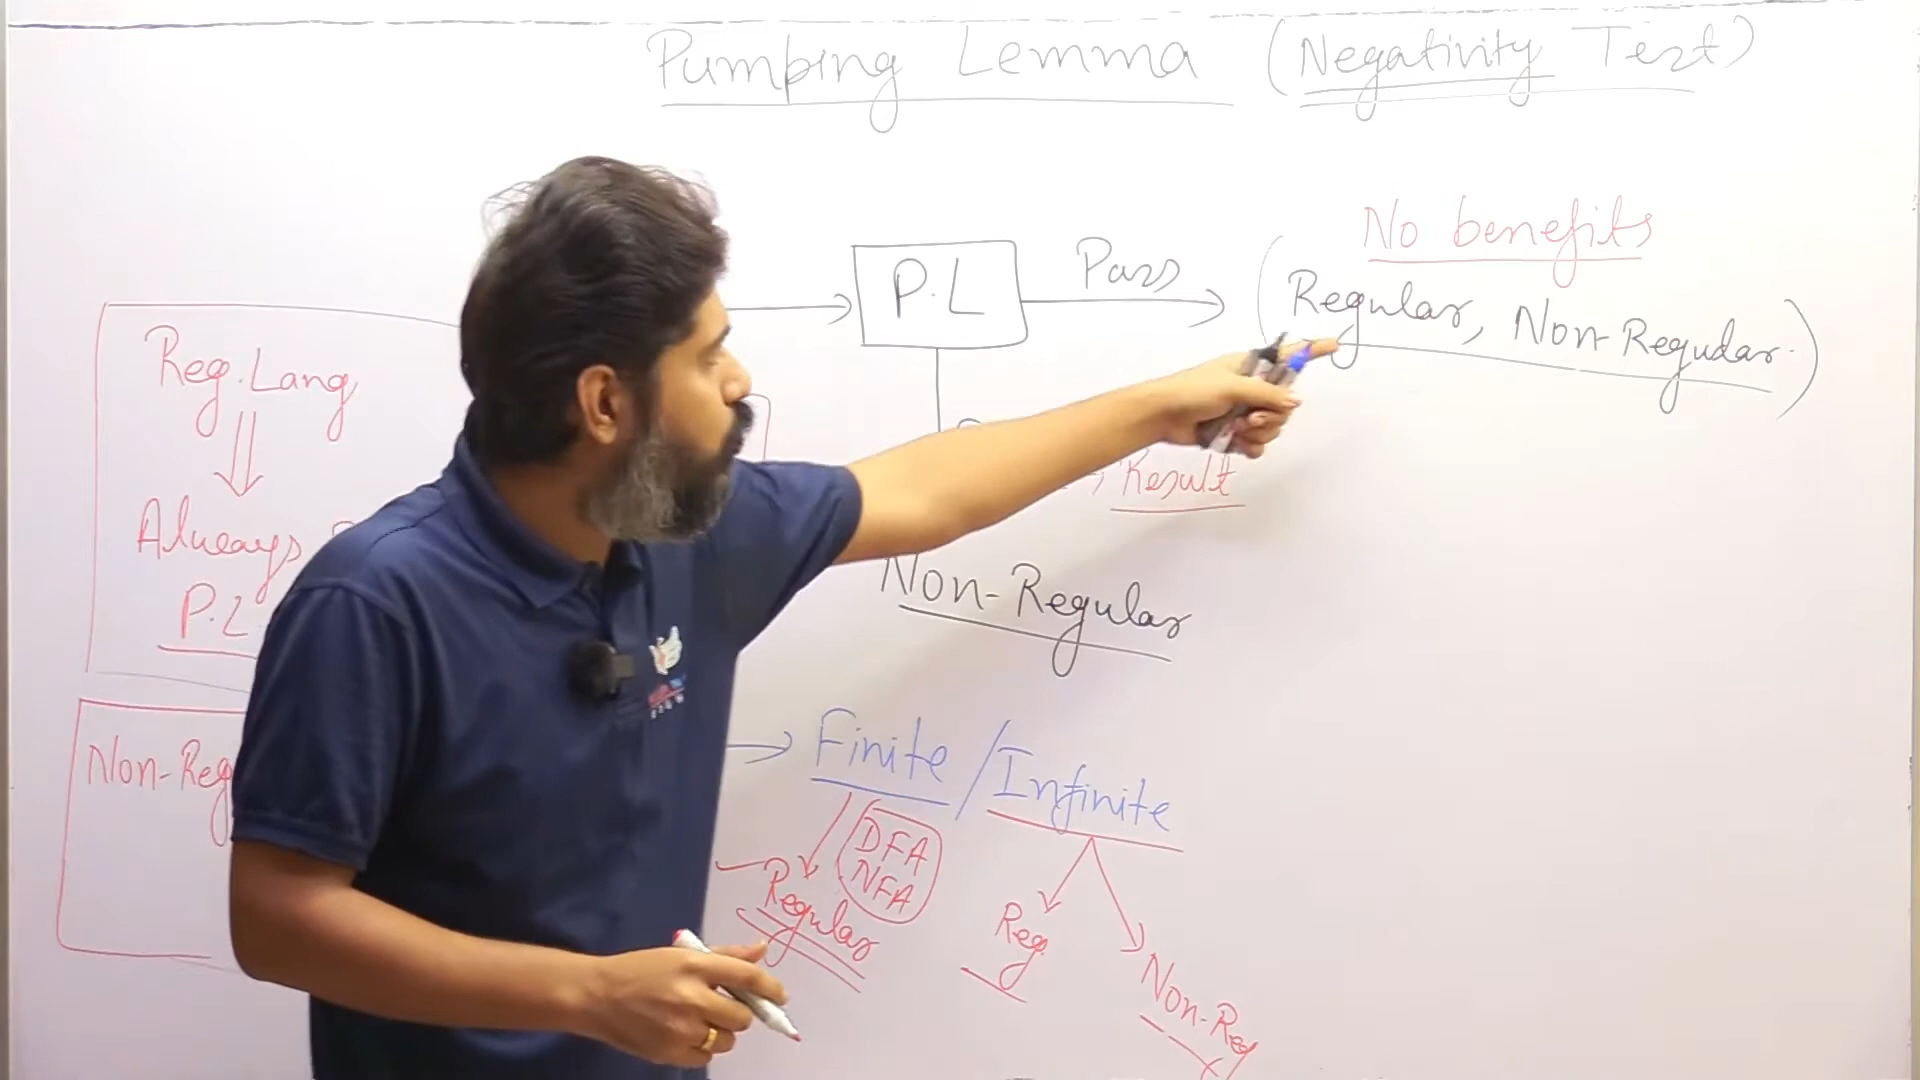 Pumping Lemma (Negativity Test)
No benefits
P.L
Pass
(Regular, Non-Regular.)
Reg.Lang
Result
Always
P.L
Non-Regular
Non-Reg
Finite / Infinite
DFA
NFA
Regular
Reg.
Non-Reg